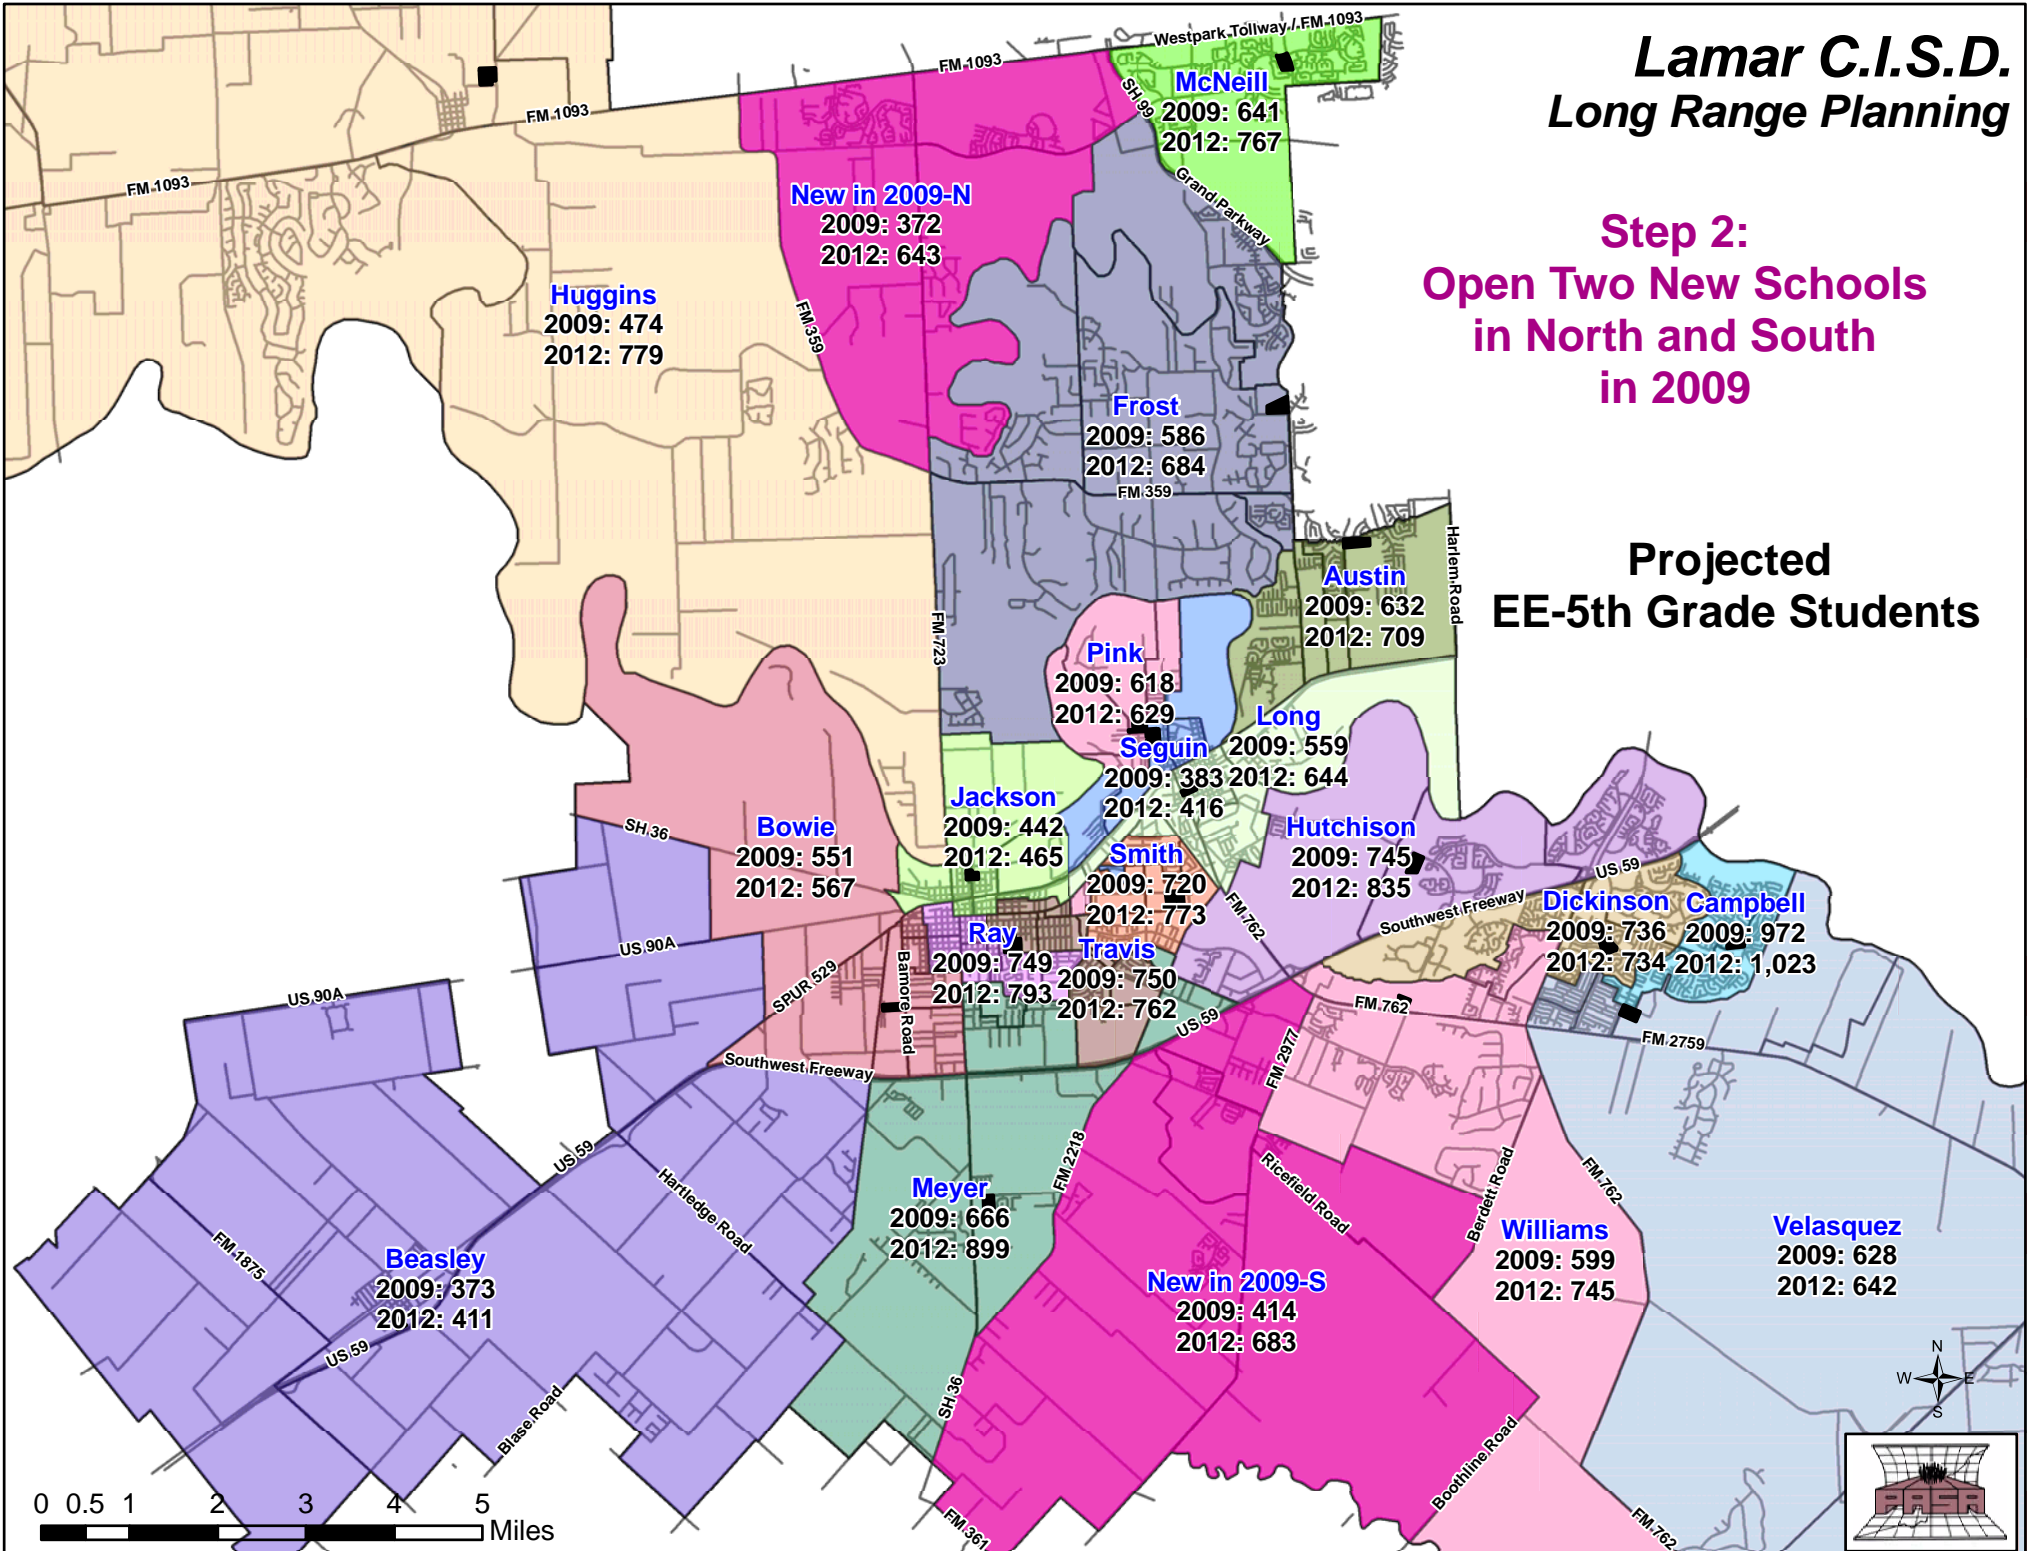 Lamar C.I.S.D.
Long Range Planning
Step 2:
Open Two New Schools
in North and South
in 2009
Projected
EE-5th Grade Students
Westpark Tollway / FM 1093
FM 1093
FM 1093
FM 1093
SH 99
Grand Parkway
McNeill
2009: 641
2012: 767
New in 2009-N
2009: 372
2012: 643
Huggins
2009: 474
2012: 779
FM 359
Frost
2009: 586
2012: 684
FM 359
Harlem Road
Austin
2009: 632
2012: 709
FM 723
Pink
2009: 618
2012: 629
Long
2009: 559
2012: 644
Seguin
2009: 383
2012: 416
Jackson
2009: 442
2012: 465
SH 36
Bowie
2009: 551
2012: 567
Hutchison
2009: 745
2012: 835
Smith
2009: 720
2012: 773
US 59
Southwest Freeway
FM 762
Dickinson
2009: 736
2012: 734
Campbell
2009: 972
2012: 1,023
Ray
2009: 749
2012: 793
Travis
2009: 750
2012: 762
US 90A
US 90A
SPUR 529
Bamore Road
Southwest Freeway
US 59
FM 762
FM 2977
FM 2759
US 59
Hartledge Road
FM 2218
Ricefield Road
Berdett Road
FM 762
Meyer
2009: 666
2012: 899
FM 1875
Beasley
2009: 373
2012: 411
US 59
New in 2009-S
2009: 414
2012: 683
Williams
2009: 599
2012: 745
Velasquez
2009: 628
2012: 642
Blase Road
SH 36
Boothline Road
FM 361
FM 762
N
W E
S
0 0.5 1 2 3 4 5
Miles
PASA